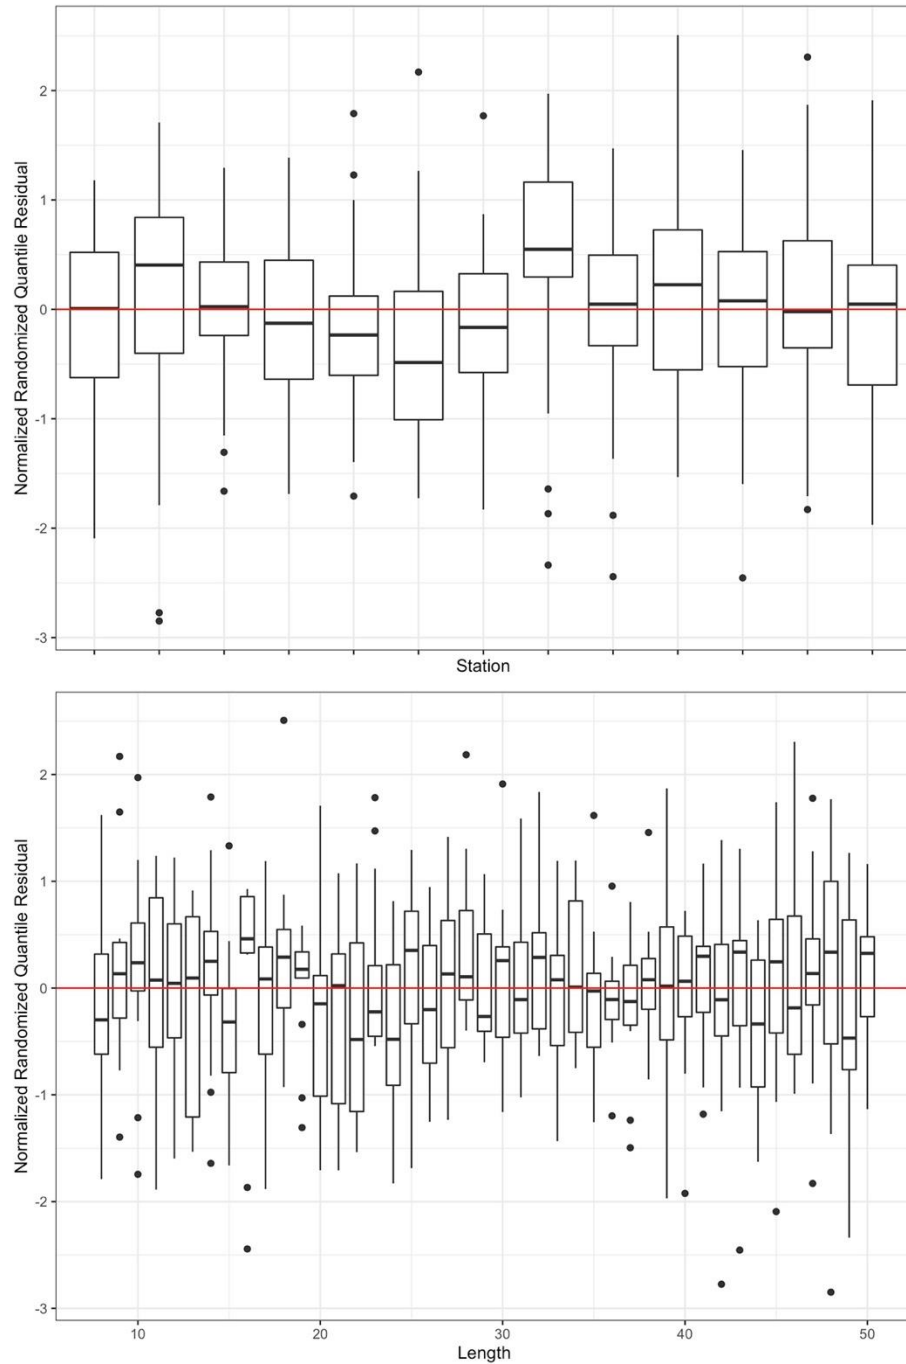 Normalized Randomized Quantile Residual
2
1
0
-1
-2
-3
Station
Normalized Randomized Quantile Residual
2
1
0
-1
-2
-3
10 20 30 40 50
Length